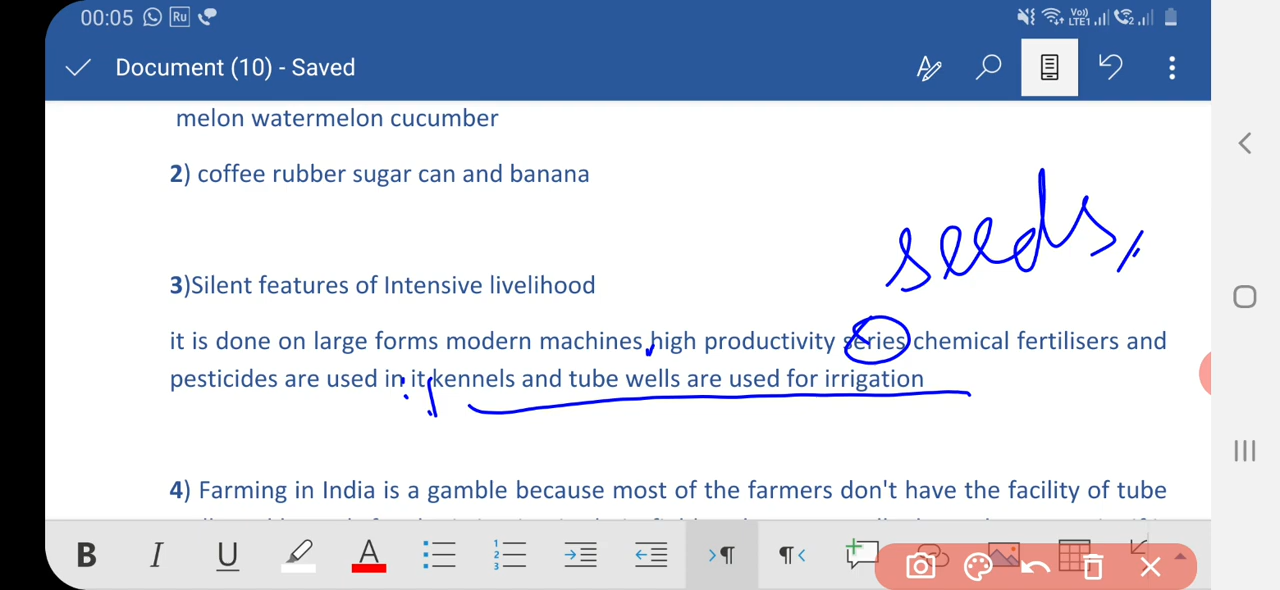 00:05 Ru Vo) LTE1 2
Document (10) - Saved
melon watermelon cucumber
2) coffee rubber sugar can and banana
seeds,,
3)Silent features of Intensive livelihood
it is done on large forms modern machines,high productivity series chemical fertilisers and
pesticides are used in it kennels and tube wells are used for irrigation
4) Farming in India is a gamble because most of the farmers don't have the facility of tube
B I U A